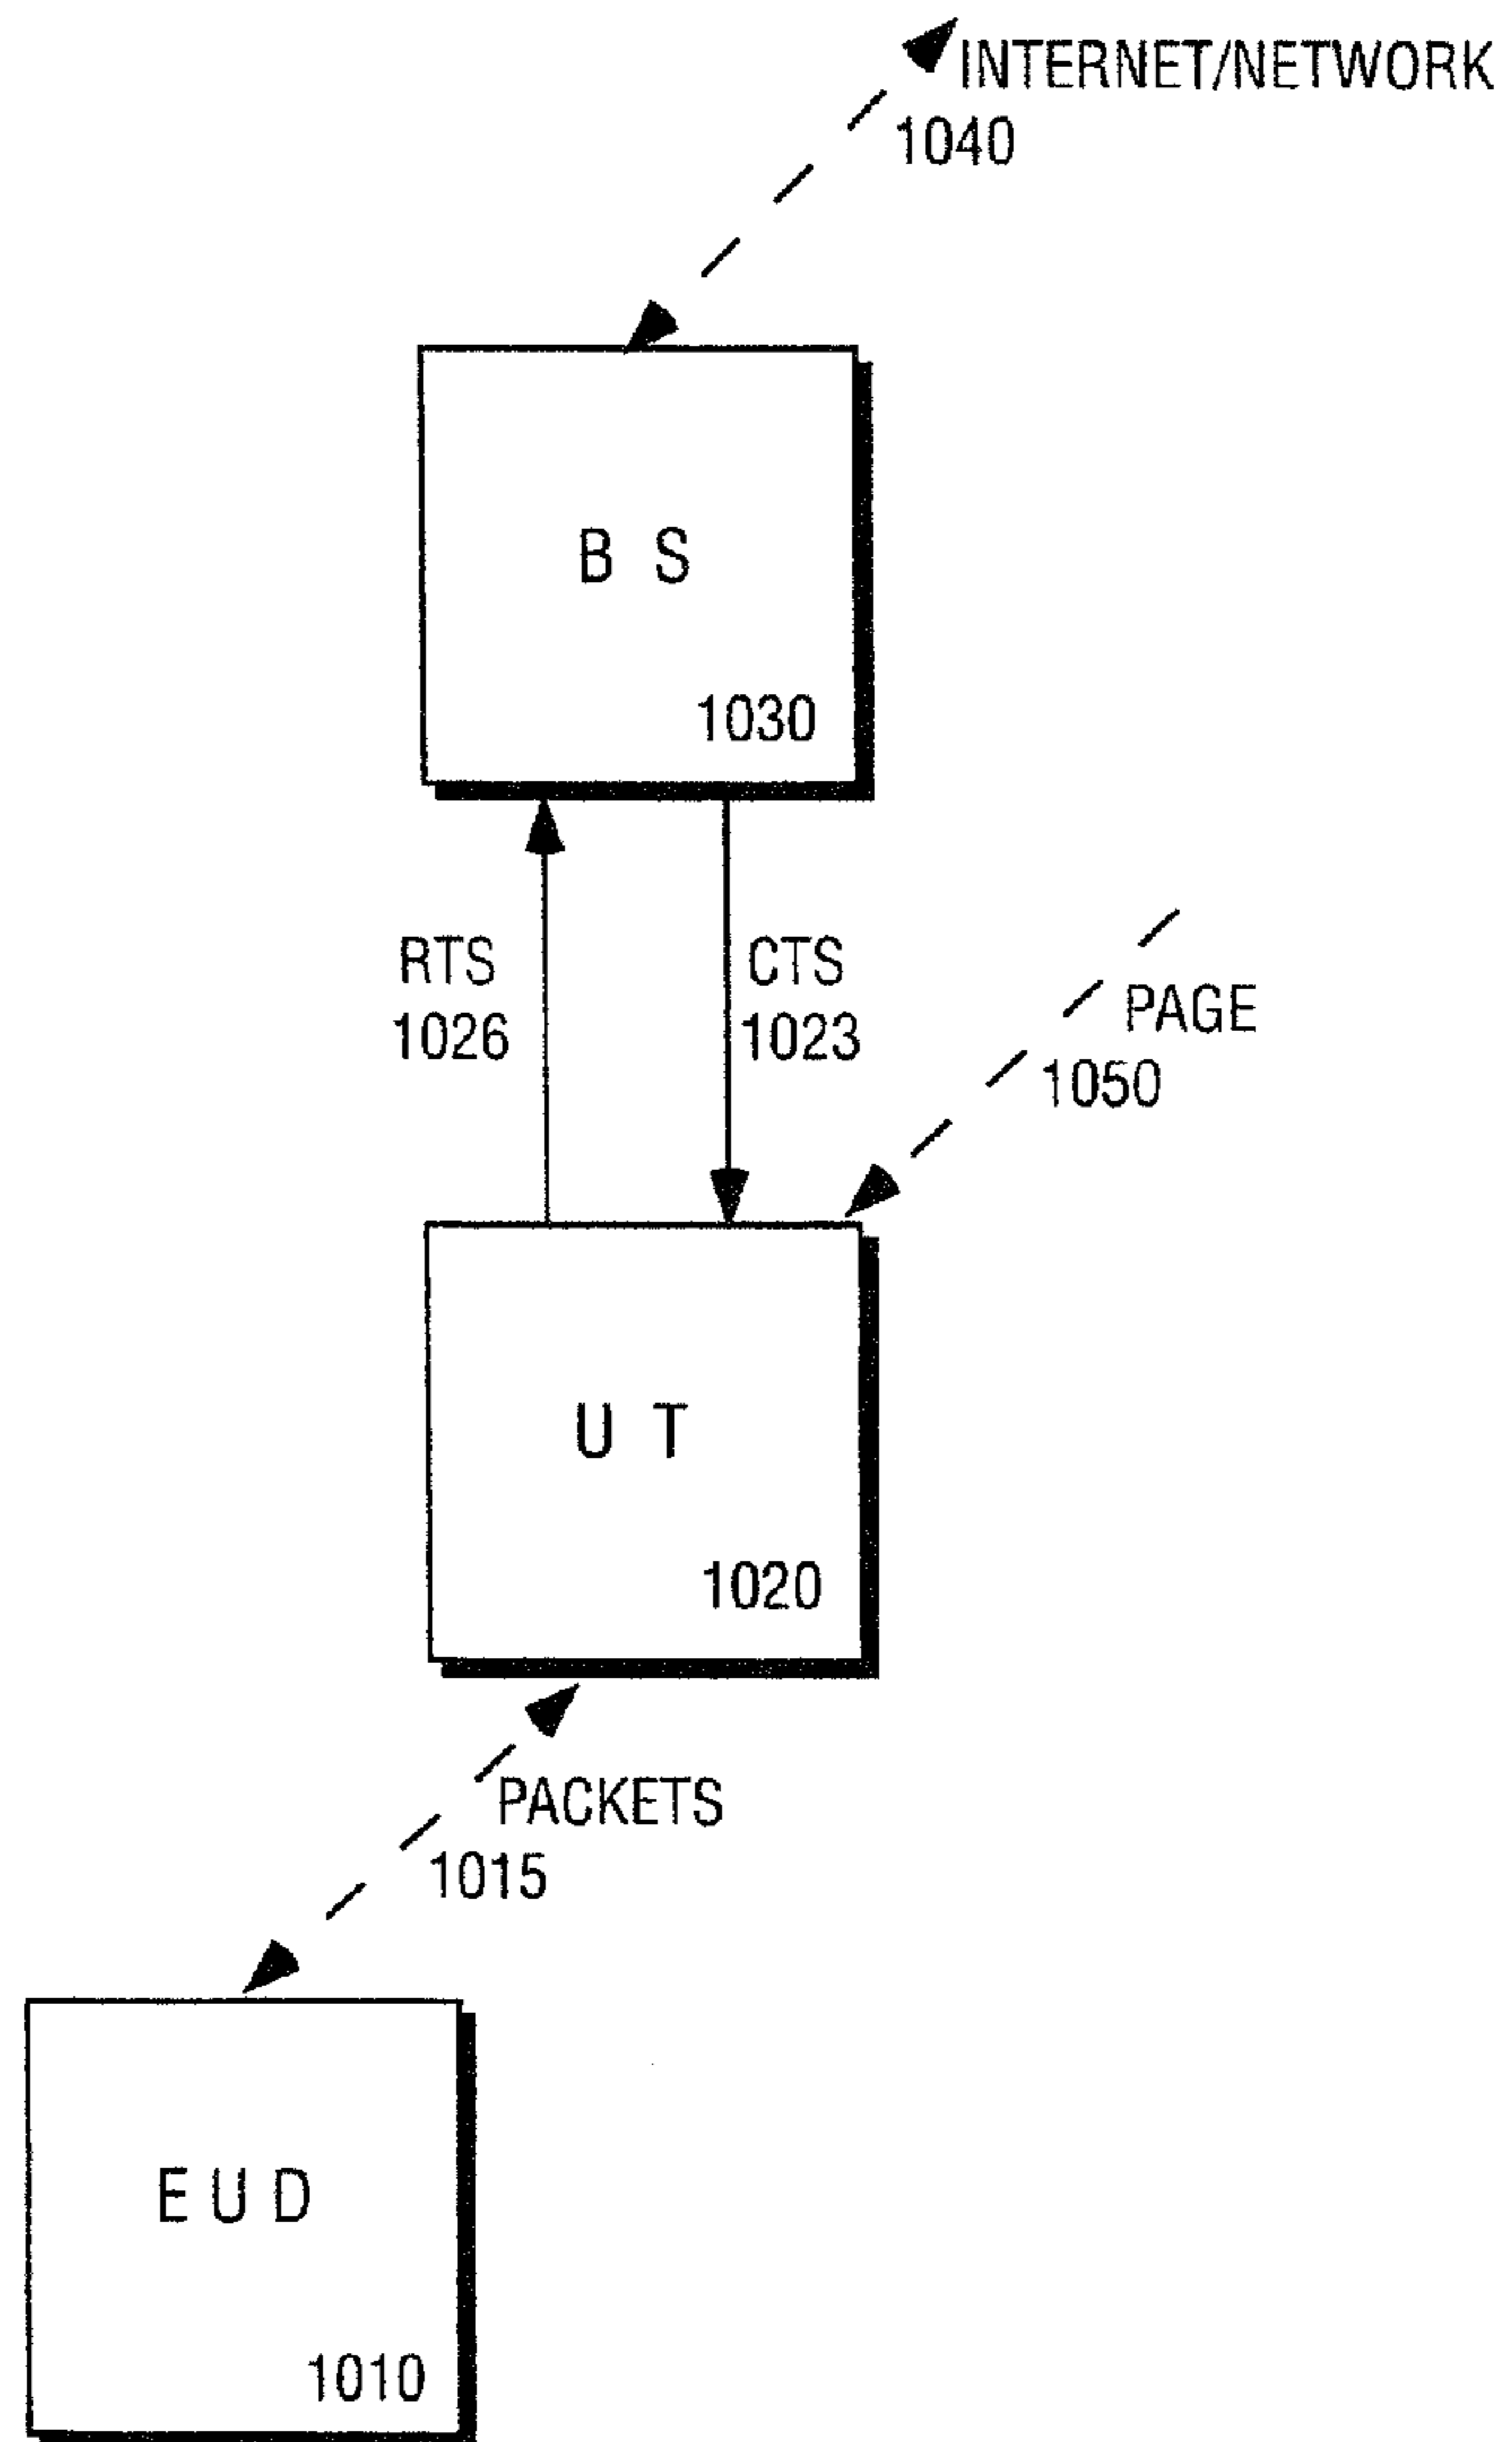 INTERNET/NETWORK
1040
B S
1030
RTS
1026
CTS
1023
PAGE
1050
U T
1020
PACKETS
1015
E U D
1010